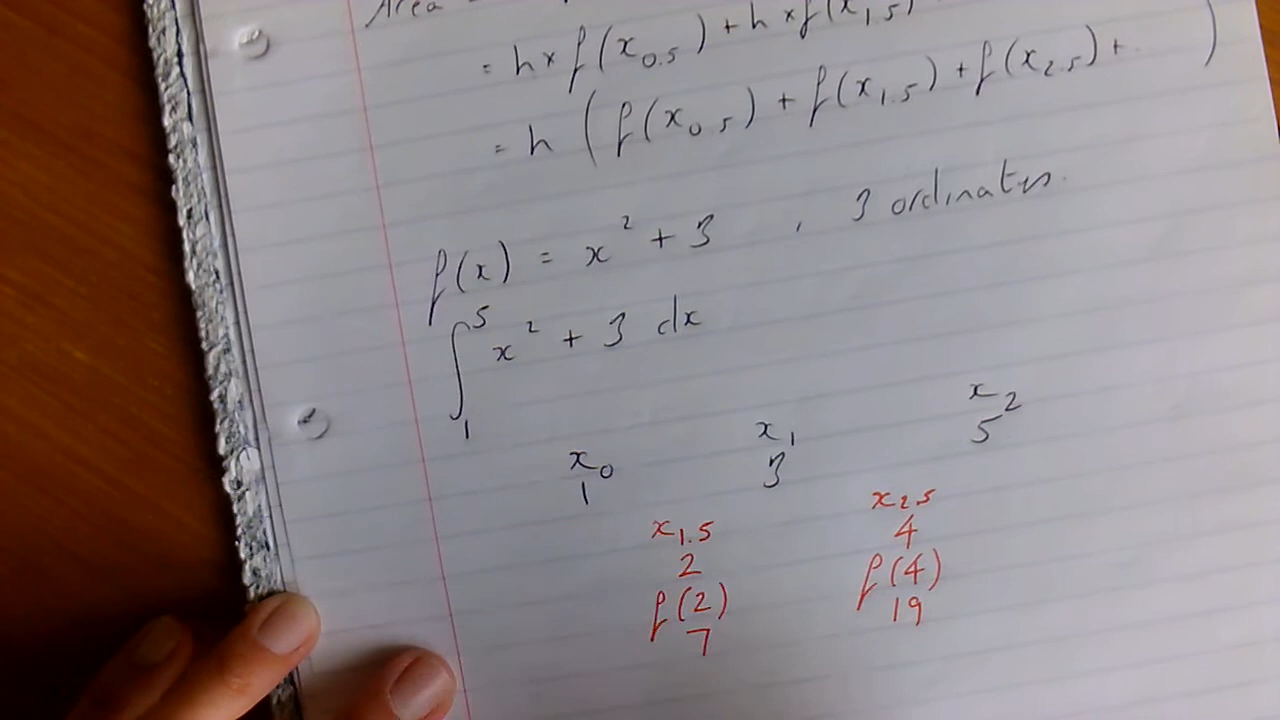 Area
= h × f(x₀.₅) + h × f(x₁.₅)
= h (f(x₀.₅) + f(x₁.₅) + f(x₂.₅) + .. )
f(x) = x² + 3 , 3 ordinates.
∫₁⁵ x² + 3 dx
x₀ x₁ x₂
1 3 5
x₁.₅ x₂.₅
2 4
f(2) f(4)
7 19